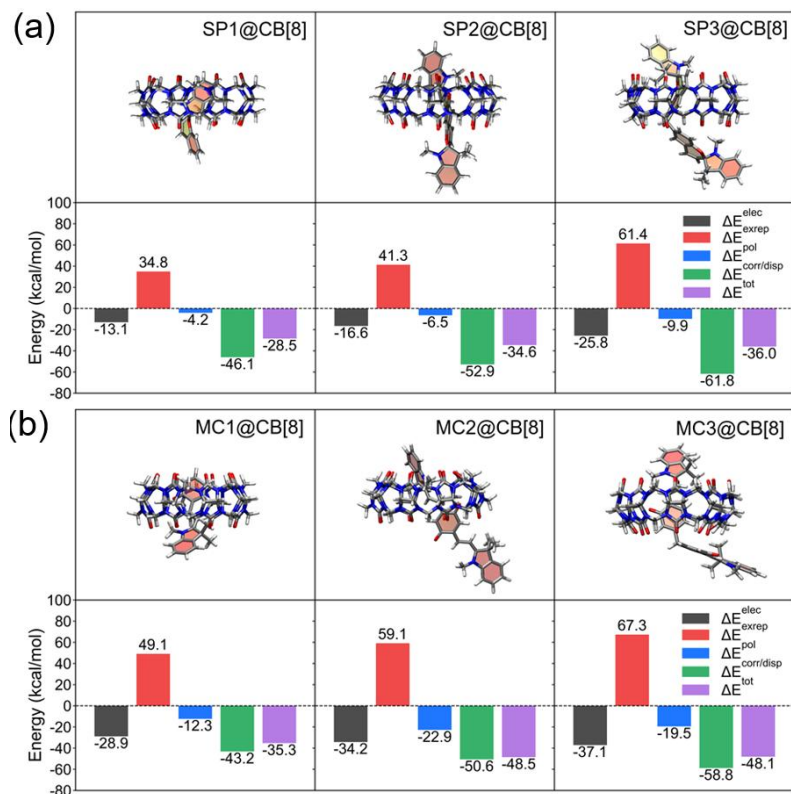 (a)
SP1@CB[8]
SP2@CB[8]
SP3@CB[8]
Energy (kcal/mol)
100
80
60
40
20
0
-20
-40
-60
-80
-13.1
34.8
-4.2
-46.1
-28.5
-16.6
41.3
-6.5
-52.9
-34.6
-25.8
61.4
-9.9
-61.8
-36.0
ΔE^elec
ΔE^exrep
ΔE^pol
ΔE^corr/disp
ΔE^tot
(b)
MC1@CB[8]
MC2@CB[8]
MC3@CB[8]
Energy (kcal/mol)
100
80
60
40
20
0
-20
-40
-60
-80
-28.9
49.1
-12.3
-43.2
-35.3
-34.2
59.1
-22.9
-50.6
-48.5
-37.1
67.3
-19.5
-58.8
-48.1
ΔE^elec
ΔE^exrep
ΔE^pol
ΔE^corr/disp
ΔE^tot